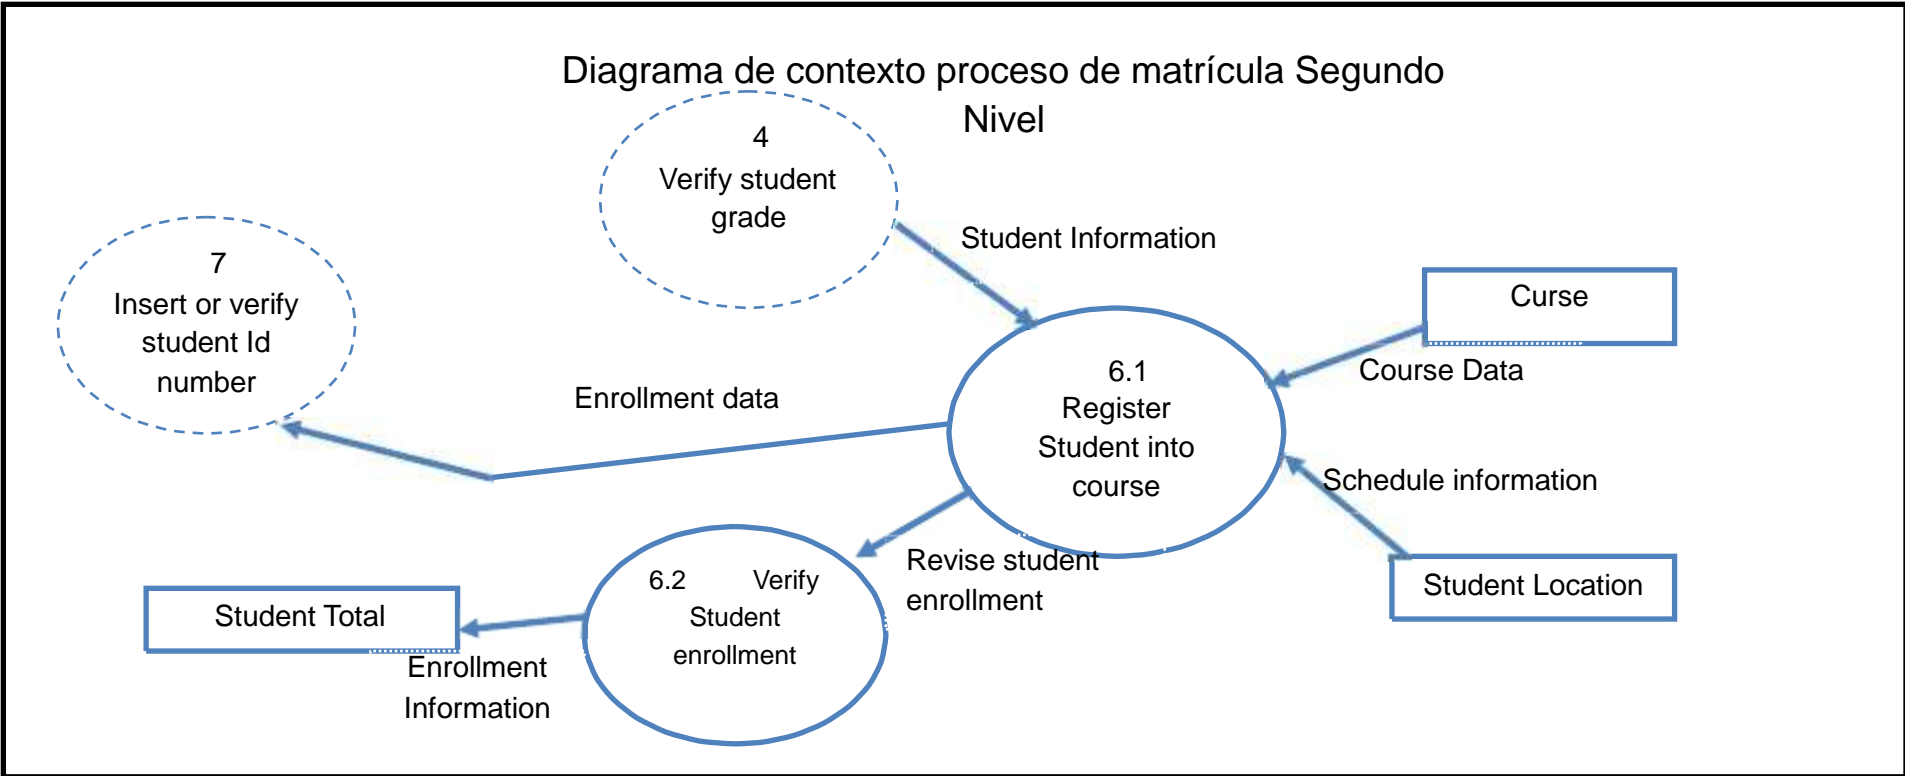 Diagrama de contexto proceso de matrícula Segundo
Nivel
4
Verify student
grade
Student Information
7
Insert or verify
student Id
number
Curse
Course Data
6.1
Register
Student into
course
Enrollment data
Schedule information
Revise student
enrollment
Student Location
6.2 Verify
Student
enrollment
Student Total
Enrollment
Information